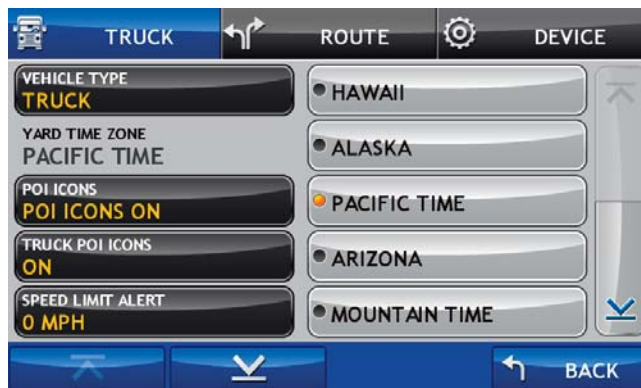 TRUCK
ROUTE
DEVICE
VEHICLE TYPE
TRUCK
YARD TIME ZONE
PACIFIC TIME
POI ICONS
POI ICONS ON
TRUCK POI ICONS
ON
SPEED LIMIT ALERT
0 MPH
HAWAII
ALASKA
PACIFIC TIME
ARIZONA
MOUNTAIN TIME
BACK